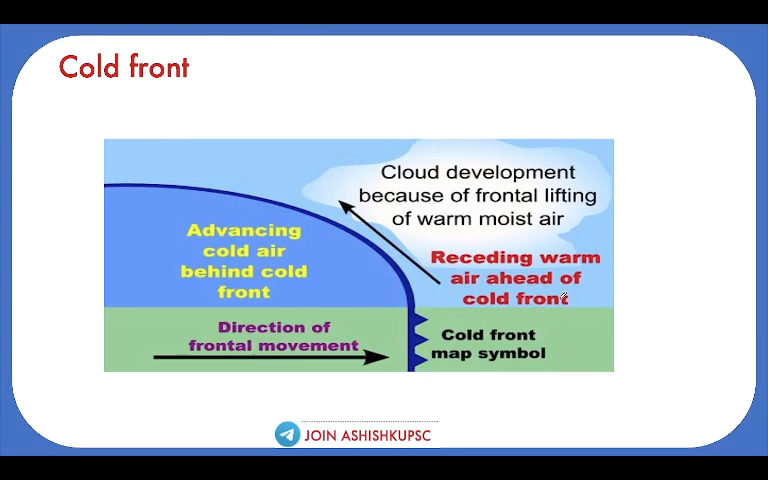 Cold front
Cloud development
because of frontal lifting
of warm moist air
Advancing
cold air
behind cold
front
Receding warm
air ahead of
cold front
Direction of
frontal movement
Cold front
map symbol
JOIN ASHISHKUPSC